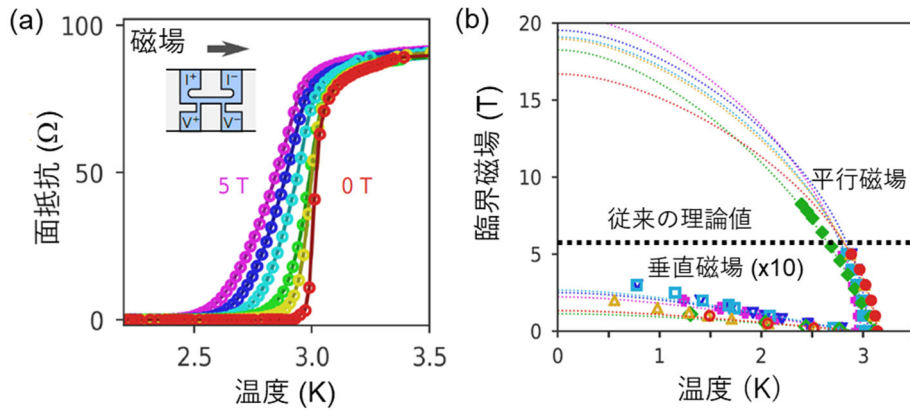 (a)
磁場
I⁺ I⁻
V⁺ V⁻
5 T 0 T
面抵抗 (Ω)
100
50
0
2.5 3.0 3.5
温度 (K)
(b)
臨界磁場 (T)
20
15
10
5
0
平行磁場
従来の理論値
垂直磁場 (x10)
0 1 2 3
温度 (K)